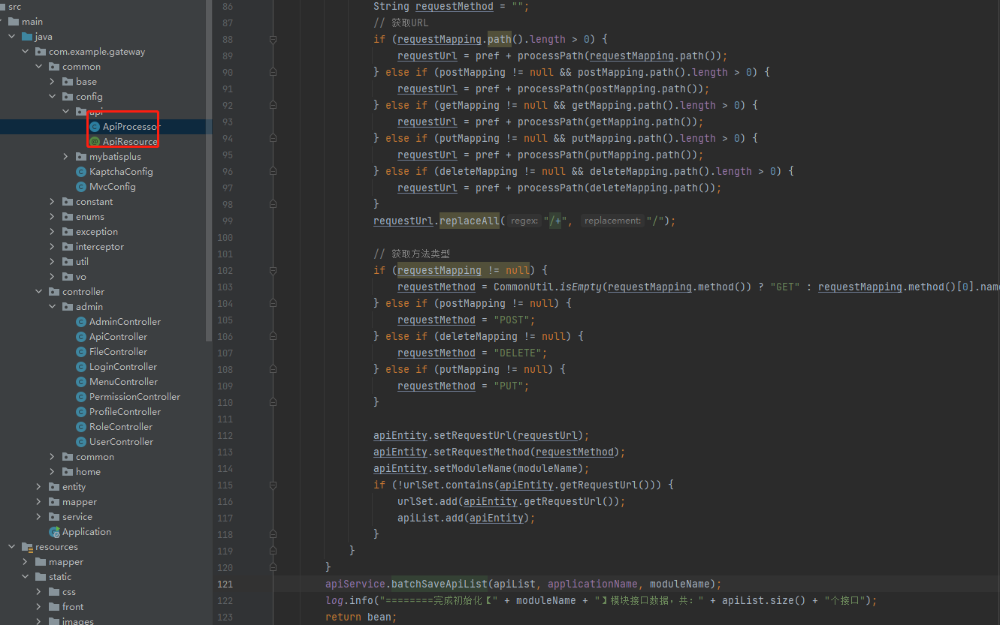 src
main
java
com.example.gateway
common
base
config
api
ApiProcessor
ApiResource
mybatisplus
KaptchaConfig
MvcConfig
constant
enums
exception
interceptor
util
vo
controller
admin
AdminController
ApiController
FileController
LoginController
MenuController
PermissionController
ProfileController
RoleController
UserController
common
home
entity
mapper
service
Application
resources
mapper
static
css
front
images
86 String requestMethod = "";
87 // 获取URL
88 if (requestMapping.path().length > 0) {
89 requestUrl = pref + processPath(requestMapping.path());
90 } else if (postMapping != null && postMapping.path().length > 0) {
91 requestUrl = pref + processPath(postMapping.path());
92 } else if (getMapping != null && getMapping.path().length > 0) {
93 requestUrl = pref + processPath(getMapping.path());
94 } else if (putMapping != null && putMapping.path().length > 0) {
95 requestUrl = pref + processPath(putMapping.path());
96 } else if (deleteMapping != null && deleteMapping.path().length > 0) {
97 requestUrl = pref + processPath(deleteMapping.path());
98 }
99 requestUrl.replaceAll( regex: "/+", replacement: "/");
100
101 // 获取方法类型
102 if (requestMapping != null) {
103 requestMethod = CommonUtil.isEmpty(requestMapping.method()) ? "GET" : requestMapping.method()[0].name
104 } else if (postMapping != null) {
105 requestMethod = "POST";
106 } else if (deleteMapping != null) {
107 requestMethod = "DELETE";
108 } else if (putMapping != null) {
109 requestMethod = "PUT";
110 }
111
112 apiEntity.setRequestUrl(requestUrl);
113 apiEntity.setRequestMethod(requestMethod);
114 apiEntity.setModuleName(moduleName);
115 if (!urlSet.contains(apiEntity.getRequestUrl())) {
116 urlSet.add(apiEntity.getRequestUrl());
117 apiList.add(apiEntity);
118 }
119 }
120 }
121 apiService.batchSaveApiList(apiList, applicationName, moduleName);
122 log.info("========完成初始化【" + moduleName + "】模块接口数据，共：" + apiList.size() + "个接口");
123 return bean;